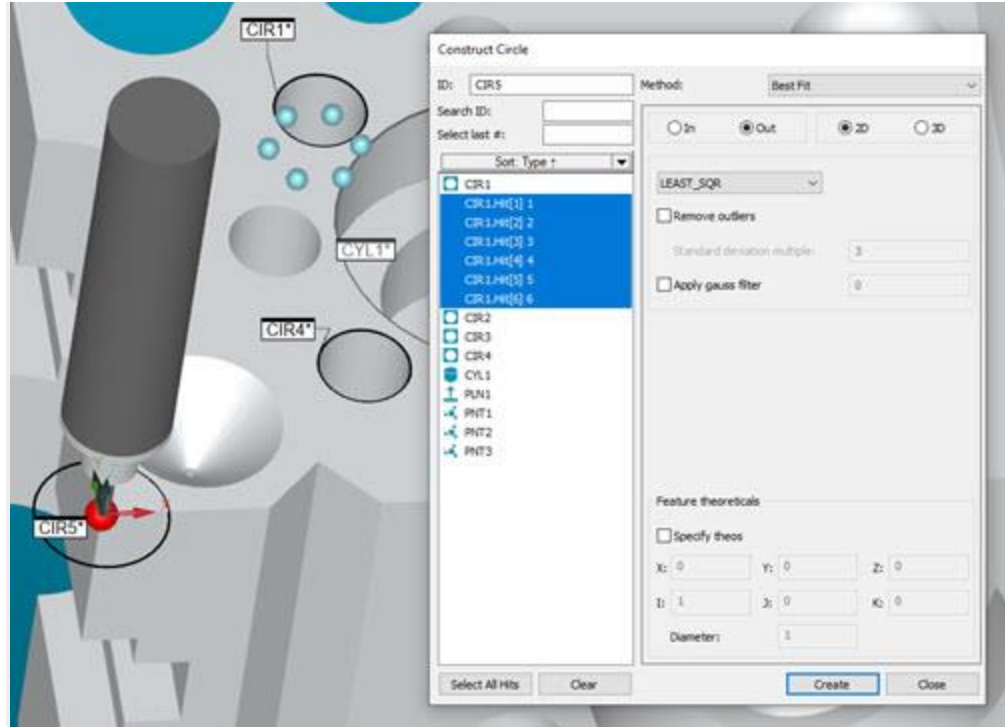 CIR1*
CYL1*
CIR4*
CIR5*
Construct Circle
ID: CIR5
Method: Best Fit
Search ID:
Select last #:
In Out 2D 3D
Sort: Type ↑
LEAST_SQR
CIR1
CIR1.Hit[1] 1
CIR1.Hit[2] 2
CIR1.Hit[3] 3
CIR1.Hit[4] 4
CIR1.Hit[5] 5
CIR1.Hit[6] 6
CIR2
CIR3
CIR4
CYL1
PLN1
PNT1
PNT2
PNT3
Remove outliers
Standard deviation multiple: 3
Apply gauss filter 0
Feature theoreticals
Specify theos
X: 0 Y: 0 Z: 0
I: 1 J: 0 K: 0
Diameter: 1
Select All Hits Clear Create Close